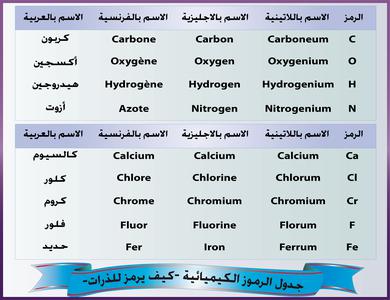 الرمز الاسم باللاتينية الاسم بالاجليزية الاسم بالفرنسية الاسم بالعربية
C Carboneum Carbon Carbone كربون
O Oxygenium Oxygen Oxygène أكسجين
H Hydrogenium Hydrogen Hydrogène هيدروجين
N Nitrogenium Nitrogen Azote أزوت
الرمز الاسم باللاتينية الاسم بالاجليزية الاسم بالفرنسية الاسم بالعربية
Ca Calcium Calcium Calcium كالسيوم
Cl Chlorum Chlorine Chlore كلور
Cr Chromium Chromium Chrome كروم
F Florum Fluorine Fluor فلور
Fe Ferrum Iron Fer حديد
جدول الرموز الكيميائية -كيف يرمز للذرات-